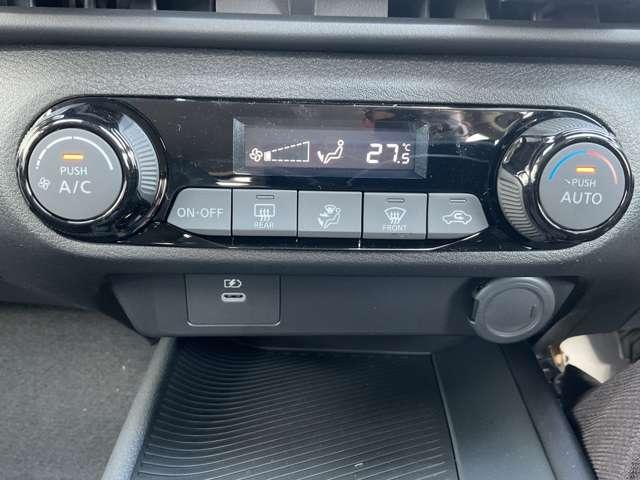 27.5°C
PUSH
A/C
PUSH
AUTO
ON·OFF
REAR
FRONT